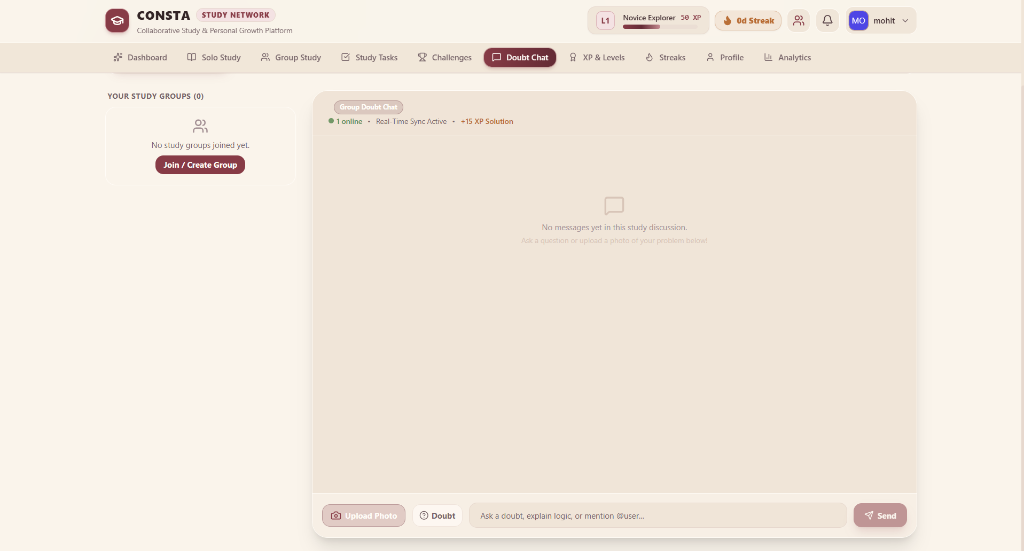 CONSTA STUDY NETWORK
Collaborative Study & Personal Growth Platform
L1 Novice Explorer 50 XP
0d Streak
MO mohit
Dashboard Solo Study Group Study Study Tasks Challenges Doubt Chat XP & Levels Streaks Profile Analytics
YOUR STUDY GROUPS (0)
No study groups joined yet.
Join / Create Group
Group Doubt Chat
1 online • Real-Time Sync Active • +15 XP Solution
No messages yet in this study discussion.
Ask a question or upload a photo of your problem below!
Upload Photo Doubt Ask a doubt, explain logic, or mention @user... Send